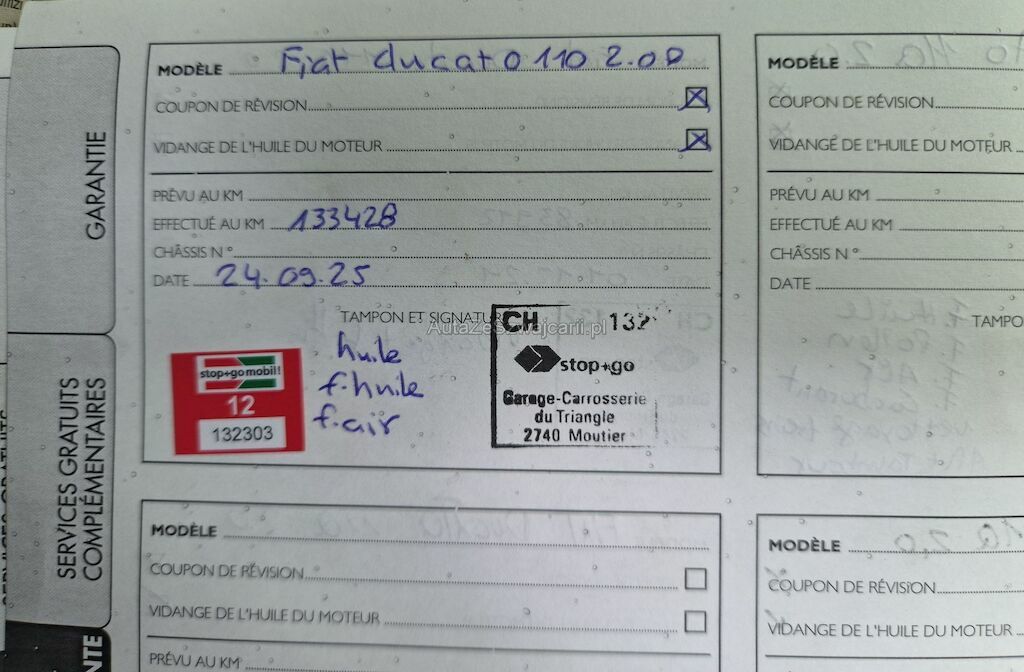 GARANTIE
SERVICES GRATUITS
COMPLÉMENTAIRES
MODÈLE Fiat ducato 110 2.0D
COUPON DE RÉVISION
VIDANGE DE L'HUILE DU MOTEUR
PRÉVU AU KM
EFFECTUÉ AU KM 133428
CHÂSSIS N°
DATE 24.09.25
TAMPON ET SIGNATUR
AutaZeSzwajcarii.pl
huile
f.huile
f.air
stop+gomobil!
12
132303
CH 132
stop+go
Garage-Carrosserie
du Triangle
2740 Moutier
MODÈLE
COUPON DE RÉVISION
VIDANGE DE L'HUILE DU MOTEUR
PRÉVU AU KM
EFFECTUÉ AU KM
CHÂSSIS N°
DATE
TAMPO
MODÈLE
COUPON DE RÉVISION
VIDANGE DE L'HUILE DU MOTEUR
PRÉVU AU KM
MODÈLE
COUPON DE RÉVISION
VIDANGE DE L'HUILE DU MOTEUR